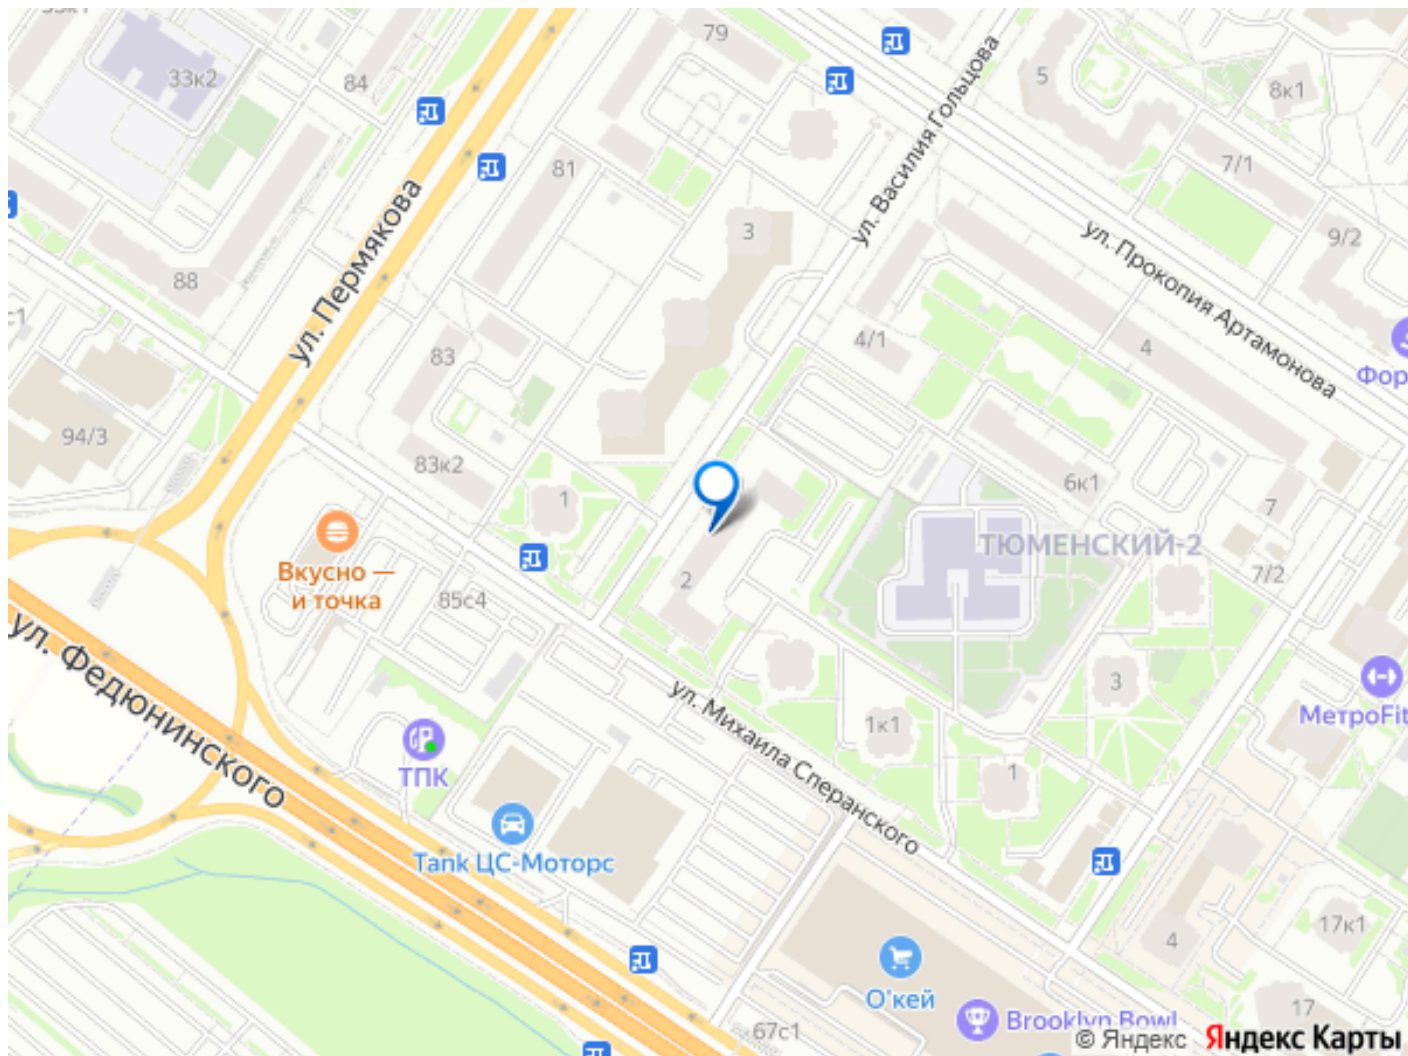 79
33к2
84
5
8к1
ул. Василия Гольцова
81
7/1
ул. Пермякова
3
ул. Прокопия Артамонова
9/2
88
4/1
4
83
Фор
94/3
83к2
1
6к1
7
ТЮМЕНСКИЙ-2
Вкусно —
и точка
85с4
2
7/2
ул. Федюнинского
3
ул. Михаила Сперанского
1к1
МетроFit
ТПК
1
Tank ЦС-Моторс
17к1
4
О'кей
17
Brooklyn Bowl
67с1
© Яндекс
Яндекс Карты